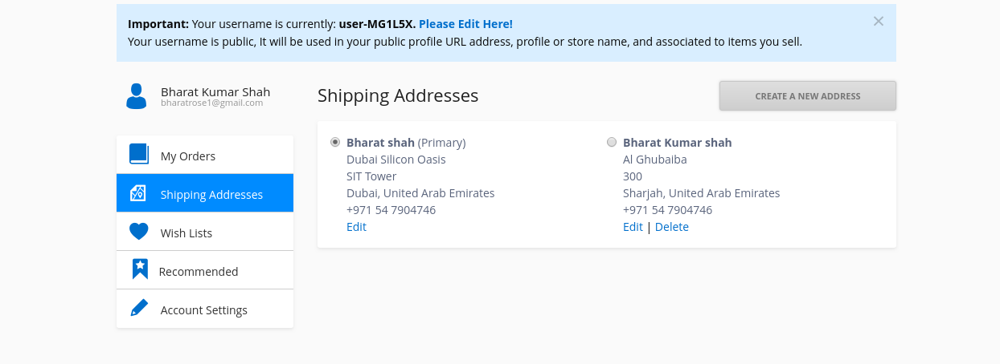 Important: Your username is currently: user-MG1L5X. Please Edit Here!
Your username is public, It will be used in your public profile URL address, profile or store name, and associated to items you sell.
Bharat Kumar Shah
bharatrose1@gmail.com
My Orders
Shipping Addresses
Wish Lists
Recommended
Account Settings
Shipping Addresses
CREATE A NEW ADDRESS
Bharat shah (Primary)
Dubai Silicon Oasis
SIT Tower
Dubai, United Arab Emirates
+971 54 7904746
Edit
Bharat Kumar shah
Al Ghubaiba
300
Sharjah, United Arab Emirates
+971 54 7904746
Edit | Delete